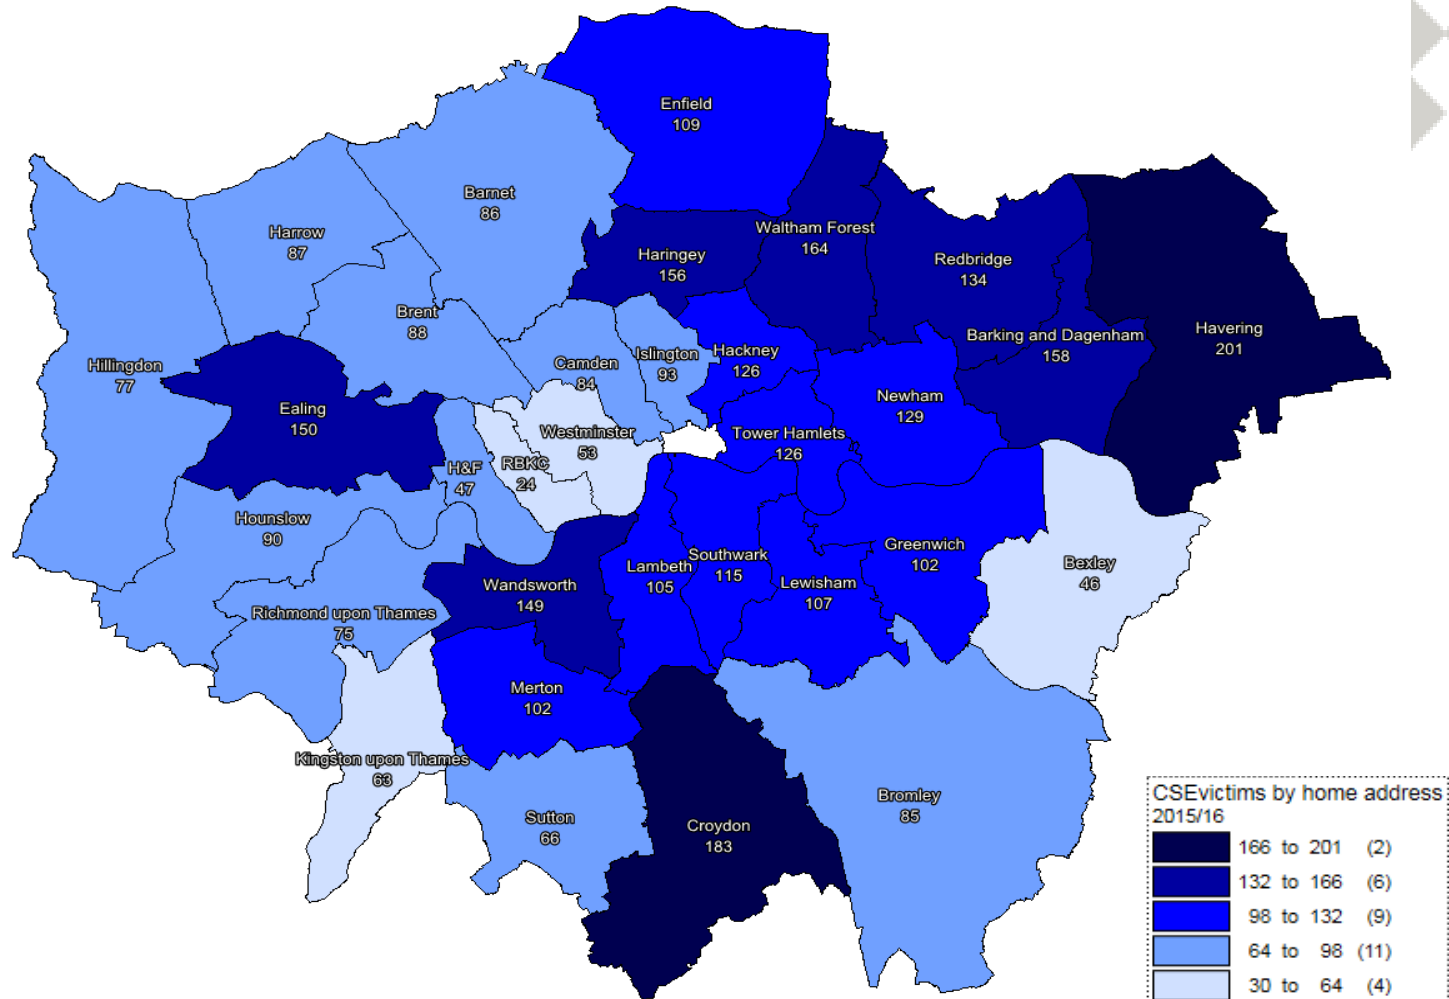 Enfield
109
Barnet
86
Harrow
87
Waltham Forest
164
Haringey
156
Redbridge
134
Brent
88
Havering
201
Barking and Dagenham
158
Hillingdon
77
Camden
84
Islington
93
Hackney
126
Newham
129
Ealing
150
Westminster
53
Tower Hamlets
126
RBKC
24
H&F
47
Hounslow
90
Greenwich
102
Southwark
115
Lambeth
105
Bexley
46
Wandsworth
149
Lewisham
107
Richmond upon Thames
75
Merton
102
Kingston upon Thames
63
Sutton
66
Croydon
183
Bromley
85
CSEvictims by home address
2015/16
166 to 201 (2)
132 to 166 (6)
98 to 132 (9)
64 to 98 (11)
30 to 64 (4)